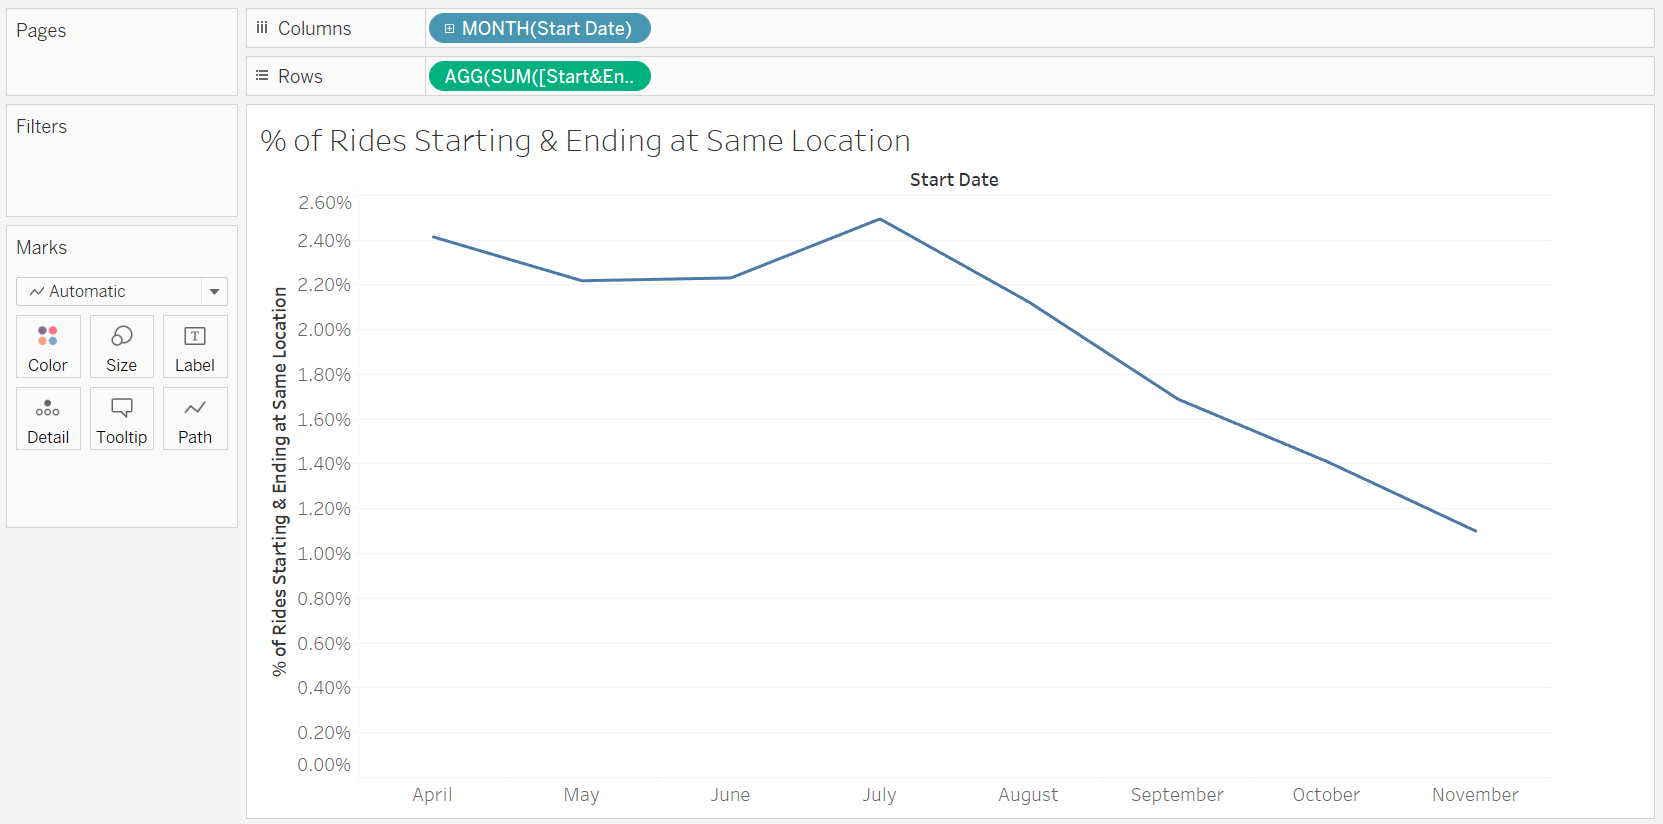 Pages
Columns
MONTH(Start Date)
Rows
AGG(SUM([Start&En..
Filters
Marks
Automatic
Color
Size
Label
Detail
Tooltip
Path
% of Rides Starting & Ending at Same Location
Start Date
% of Rides Starting & Ending at Same Location
2.60%
2.40%
2.20%
2.00%
1.80%
1.60%
1.40%
1.20%
1.00%
0.80%
0.60%
0.40%
0.20%
0.00%
April May June July August September October November